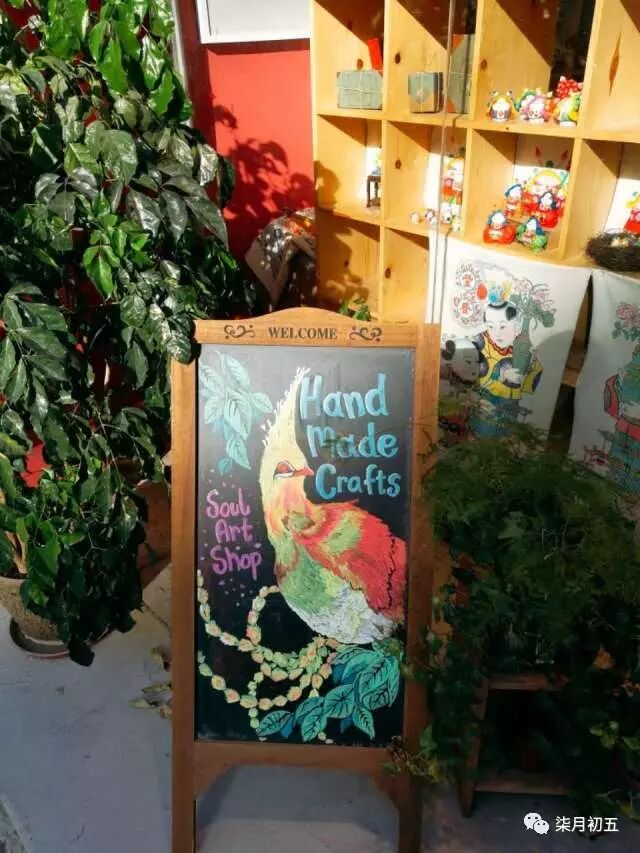 WELCOME
Hand
Made
Crafts
Soul
Art
Shop
柒月初五